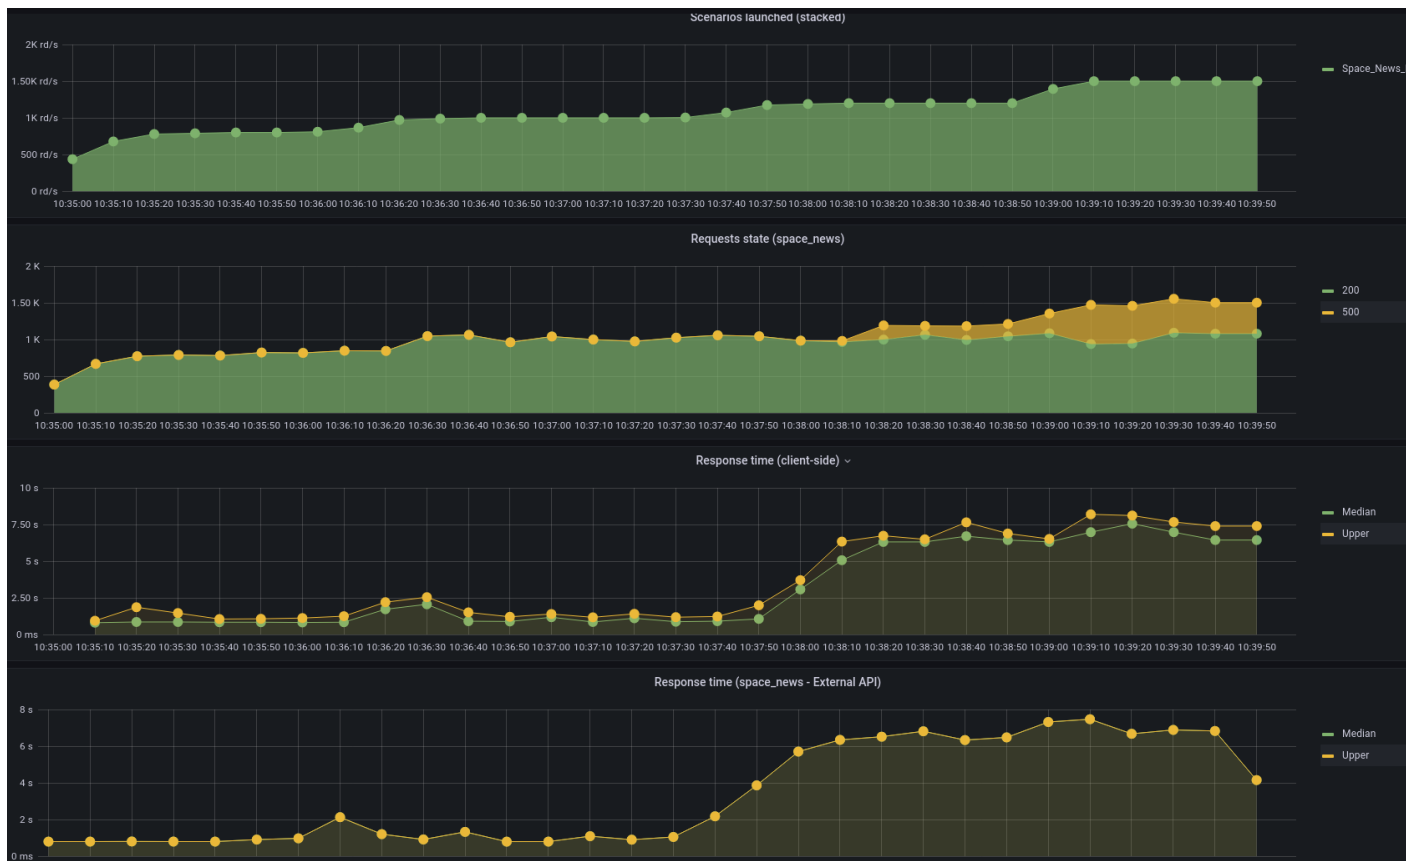 Scenarios launched (stacked)
2K rd/s
1.50K rd/s
1K rd/s
500 rd/s
0 rd/s
10:35:00 10:35:10 10:35:20 10:35:30 10:35:40 10:35:50 10:36:00 10:36:10 10:36:20 10:36:30 10:36:40 10:36:50 10:37:00 10:37:10 10:37:20 10:37:30 10:37:40 10:37:50 10:38:00 10:38:10 10:38:20 10:38:30 10:38:40 10:38:50 10:39:00 10:39:10 10:39:20 10:39:30 10:39:40 10:39:50
Space_News_
Requests state (space_news)
2 K
1.50 K
1 K
500
0
10:35:00 10:35:10 10:35:20 10:35:30 10:35:40 10:35:50 10:36:00 10:36:10 10:36:20 10:36:30 10:36:40 10:36:50 10:37:00 10:37:10 10:37:20 10:37:30 10:37:40 10:37:50 10:38:00 10:38:10 10:38:20 10:38:30 10:38:40 10:38:50 10:39:00 10:39:10 10:39:20 10:39:30 10:39:40 10:39:50
200
500
Response time (client-side)
10 s
7.50 s
5 s
2.50 s
0 ms
10:35:00 10:35:10 10:35:20 10:35:30 10:35:40 10:35:50 10:36:00 10:36:10 10:36:20 10:36:30 10:36:40 10:36:50 10:37:00 10:37:10 10:37:20 10:37:30 10:37:40 10:37:50 10:38:00 10:38:10 10:38:20 10:38:30 10:38:40 10:38:50 10:39:00 10:39:10 10:39:20 10:39:30 10:39:40 10:39:50
Median
Upper
Response time (space_news - External API)
8 s
6 s
4 s
2 s
0 ms
Median
Upper